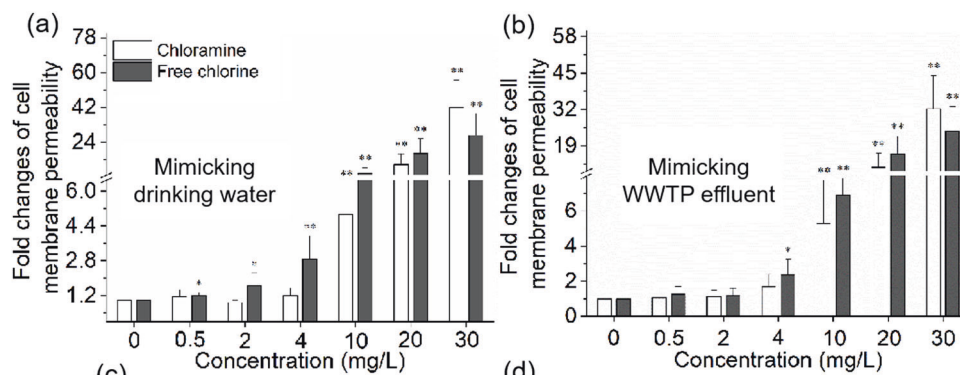 (a)
Fold changes of cell
membrane permeability
78
60
42
24
6.0
4.4
2.8
1.2
Chloramine
Free chlorine
Mimicking
drinking water
* * ** ** ** ** ** ** **
0 0.5 2 4 10 20 30
Concentration (mg/L)
(b)
Fold changes of cell
membrane permeability
58
45
32
19
6
4
2
0
Mimicking
WWTP effluent
* ** ** ** ** ** **
0 0.5 2 4 10 20 30
Concentration (mg/L)
(c)
(d)